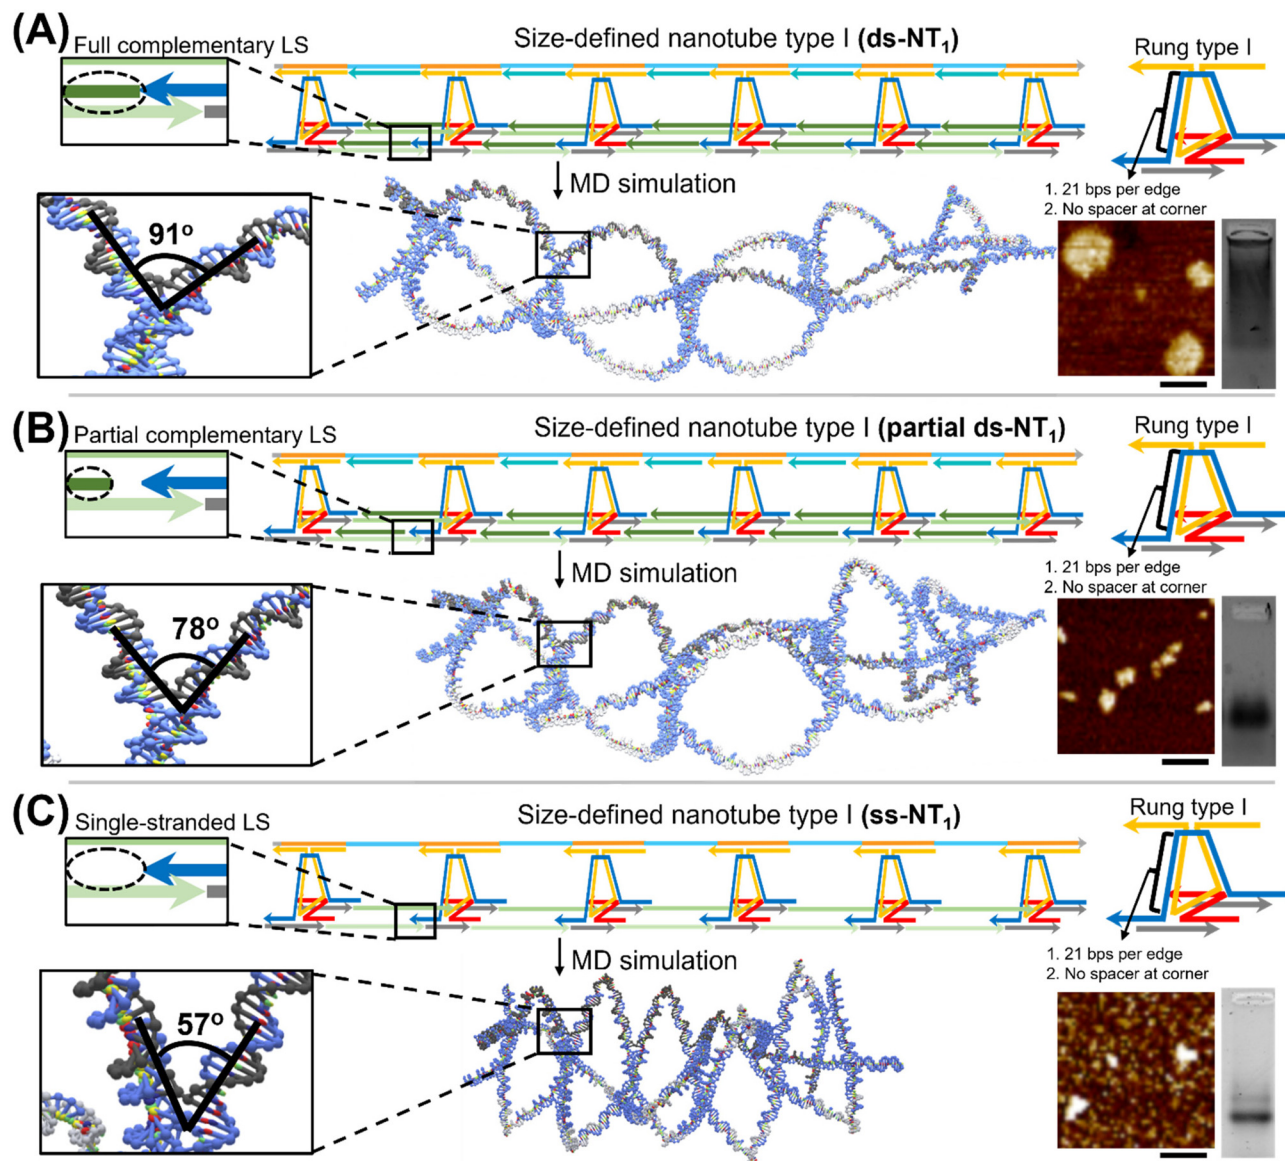 (A)
Full complementary LS
Size-defined nanotube type I (ds-NT₁)
Rung type I
MD simulation
1. 21 bps per edge
2. No spacer at corner
91°
(B)
Partial complementary LS
Size-defined nanotube type I (partial ds-NT₁)
Rung type I
MD simulation
1. 21 bps per edge
2. No spacer at corner
78°
(C)
Single-stranded LS
Size-defined nanotube type I (ss-NT₁)
Rung type I
MD simulation
1. 21 bps per edge
2. No spacer at corner
57°